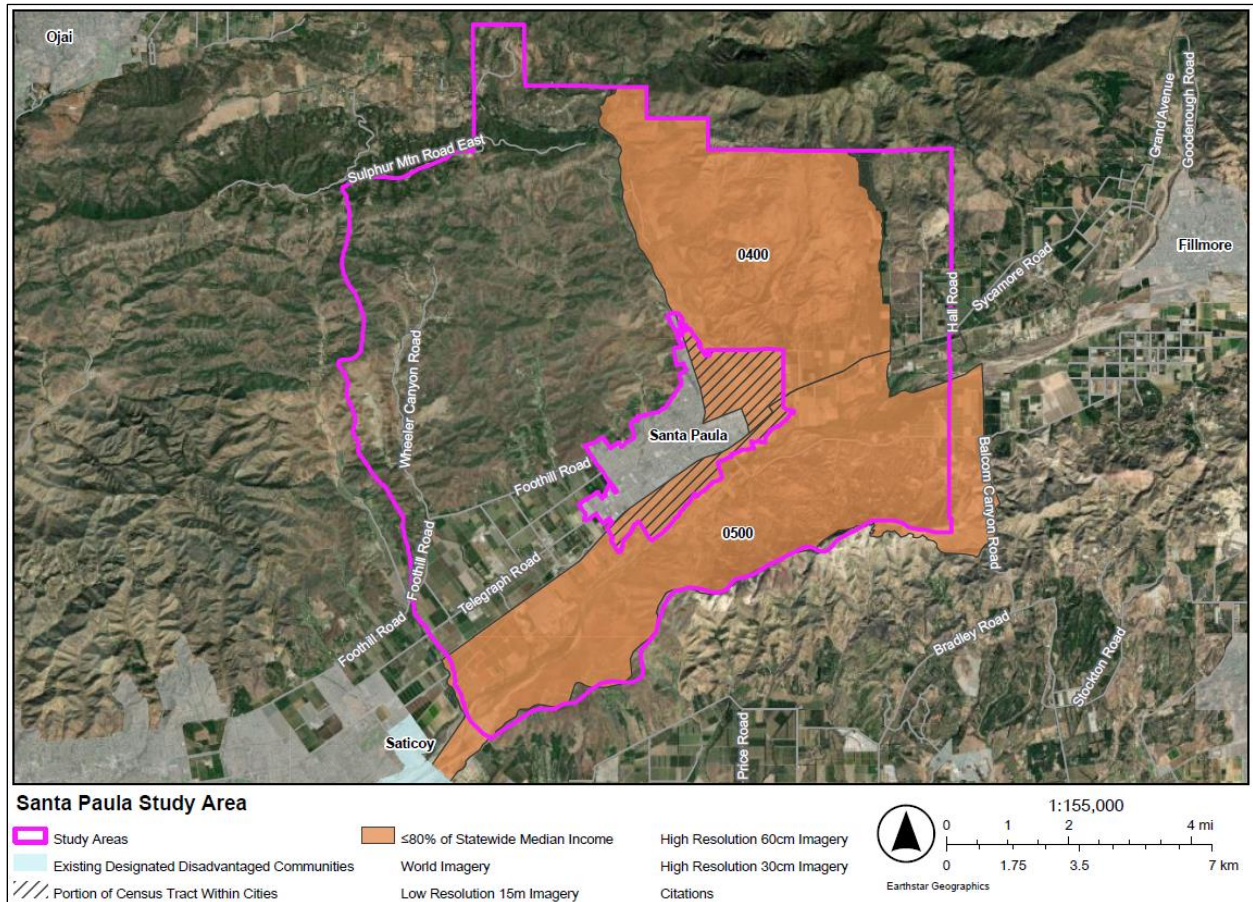 Ojai
Grand Avenue
Goodenough Road
Sulphur Mtn Road East
Fillmore
0400
Sycamore Road
Hall Road
Wheeler Canyon Road
Santa Paula
Foothill Road
Balcom Canyon Road
0500
Foothill Road
Telegraph Road
Foothill Road
Bradley Road
Stockton Road
Saticoy
Price Road
Santa Paula Study Area
Study Areas
Existing Designated Disadvantaged Communities
Portion of Census Tract Within Cities
≤80% of Statewide Median Income
World Imagery
Low Resolution 15m Imagery
High Resolution 60cm Imagery
High Resolution 30cm Imagery
Citations
1:155,000
0 1 2 4 mi
0 1.75 3.5 7 km
Earthstar Geographics